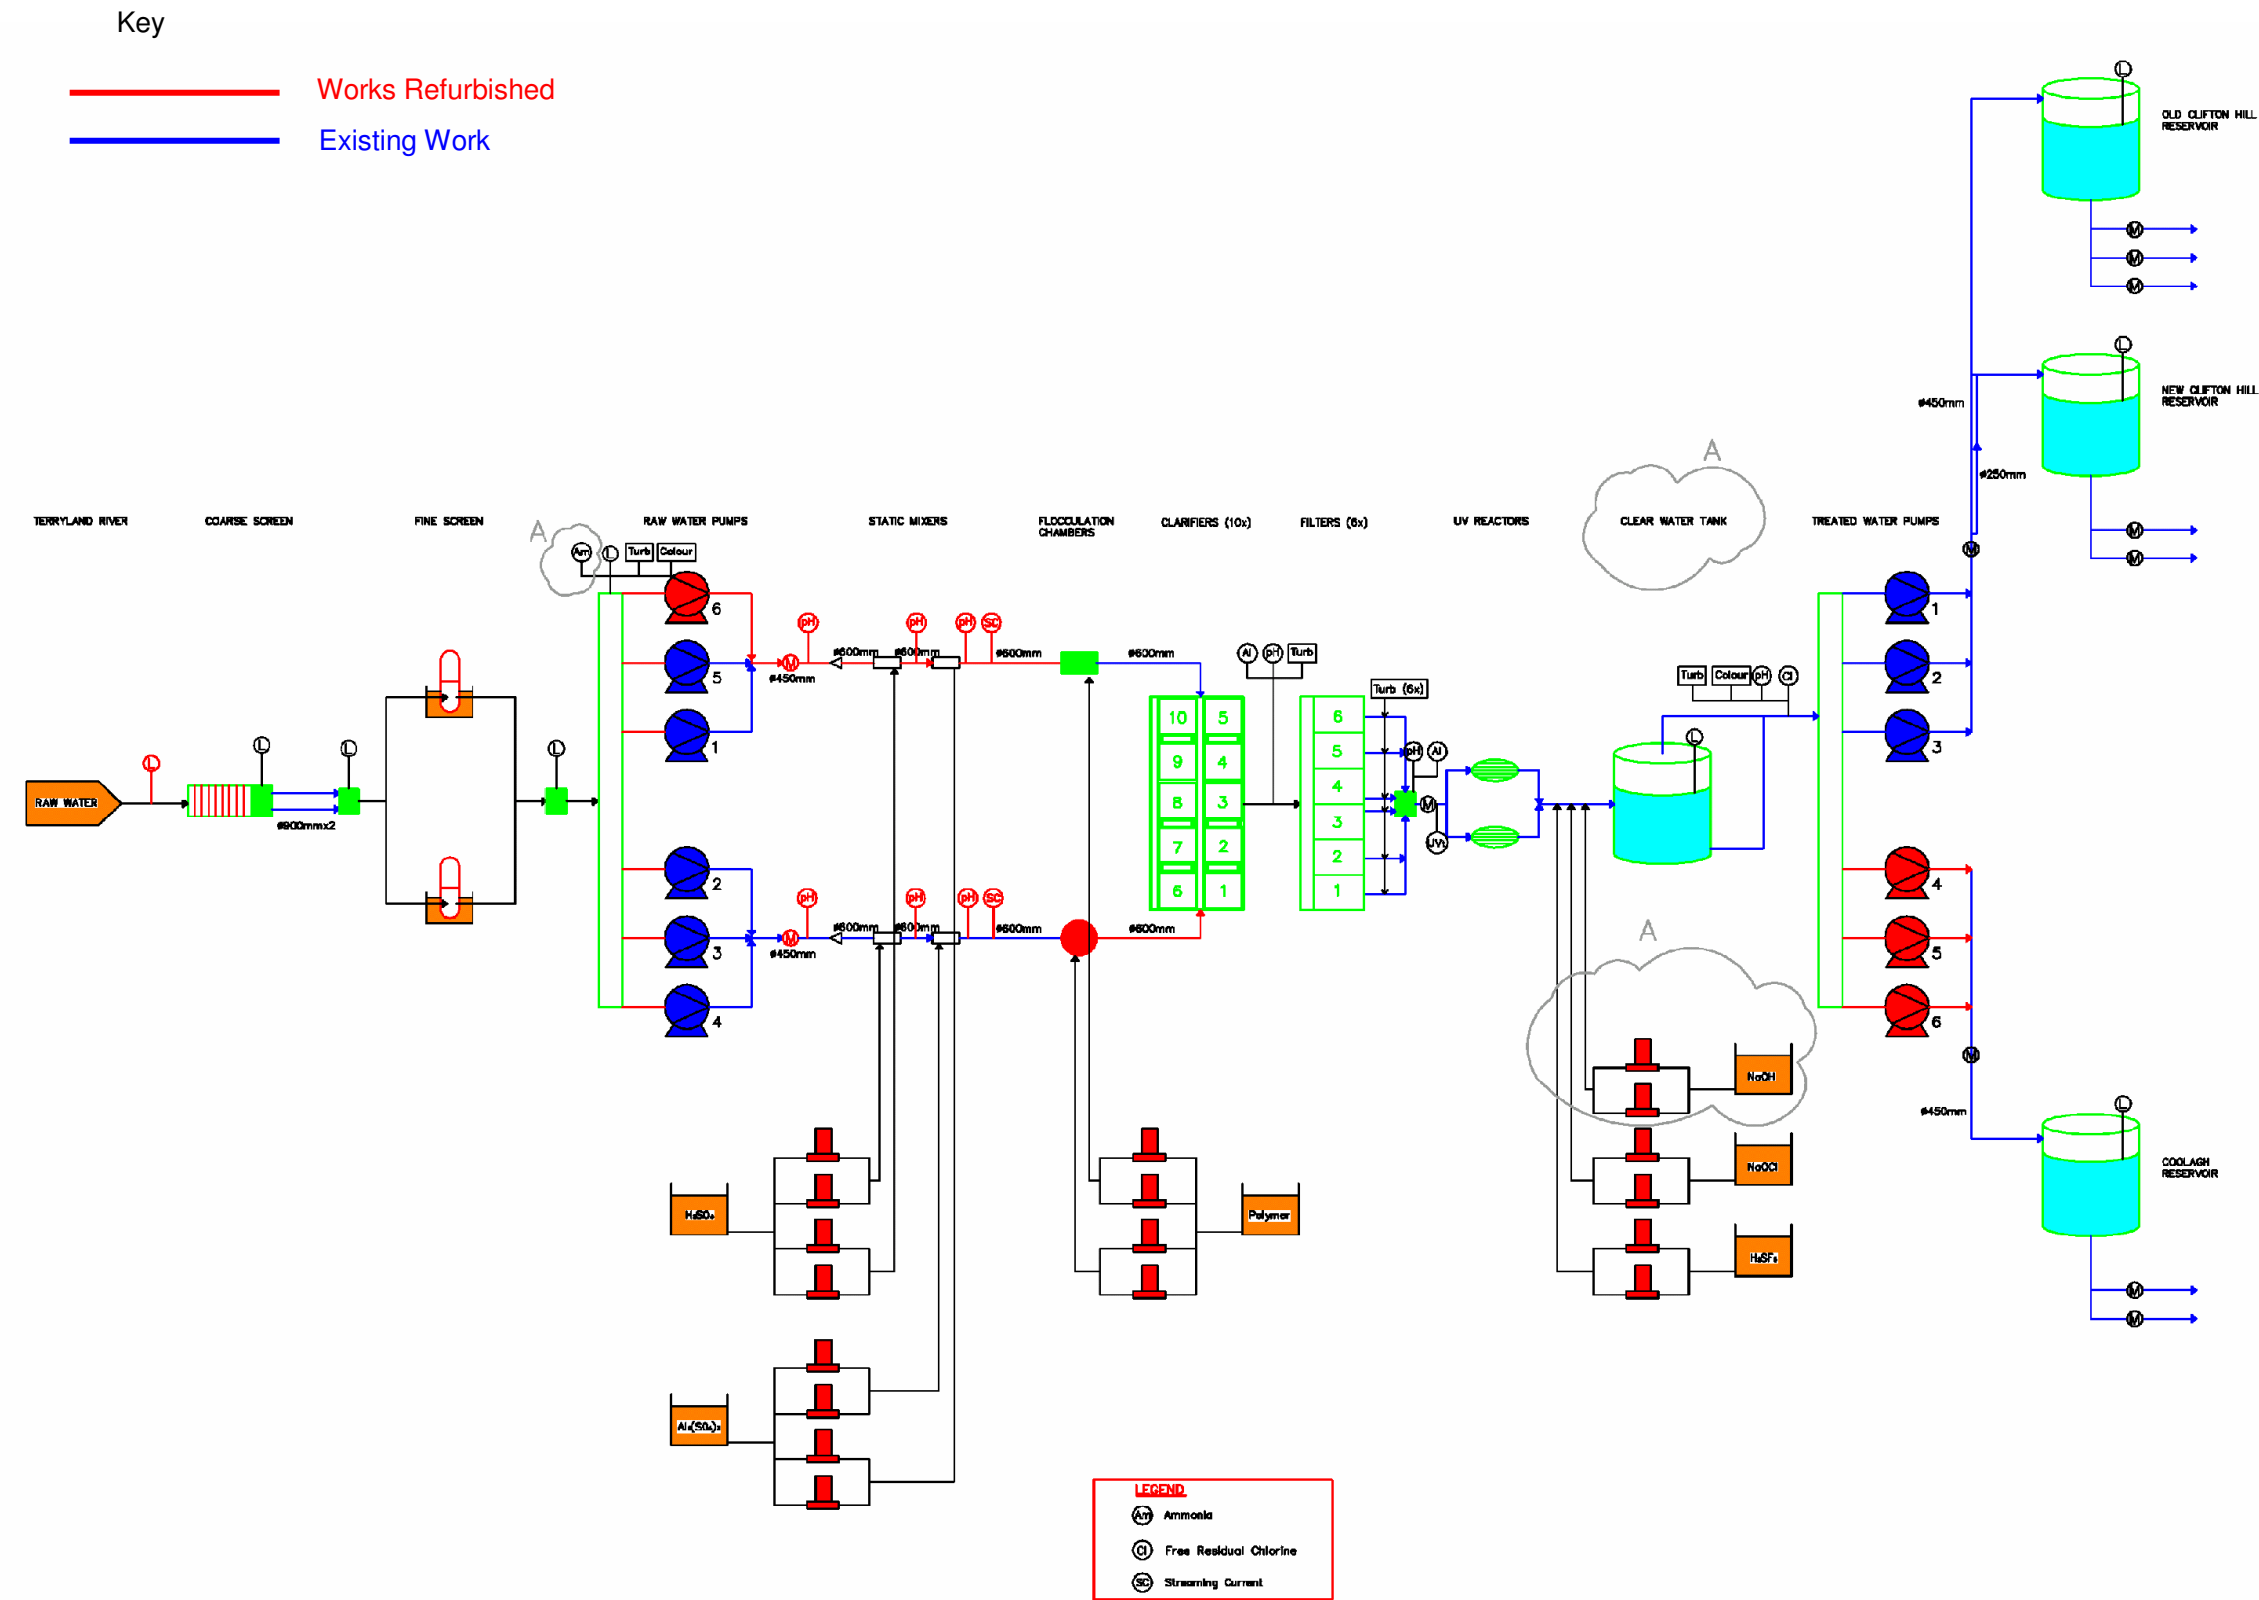 Key
Works Refurbished
Existing Work
L
OLD CLIFTON HILL
RESERVOIR
M
M
M
L
NEW CLIFTON HILL
RESERVOIR
ø450mm
ø250mm
M
M
A
A
TERRYLAND RIVER
COARSE SCREEN
FINE SCREEN
RAW WATER PUMPS
STATIC MIXERS
FLOCCULATION
CHAMBERS
CLARIFIERS (10x)
FILTERS (6x)
UV REACTORS
CLEAR WATER TANK
TREATED WATER PUMPS
Am
L
Turb
Colour
M
6
5
1
2
3
4
pH
pH
pH
SC
M
ø450mm
ø600mm
ø600mm
ø600mm
ø600mm
Al
pH
Turb
Turb (6x)
Turb
Colour
pH
Cl
1
2
3
4
5
6
RAW WATER
L
L
L
L
ø900mmx2
10
5
9
4
8
3
7
2
6
1
6
5
4
3
2
1
pH
Al
M
UVt
L
pH
pH
pH
SC
M
ø450mm
ø600mm
ø600mm
ø600mm
ø600mm
A
M
ø450mm
L
COOLAGH
RESERVOIR
M
M
NaOH
NaOCl
H₂SF₆
H₂SO₄
Polymer
Al₂(SO₄)₃
LEGEND
Am Ammonia
Cl Free Residual Chlorine
SC Streaming Current